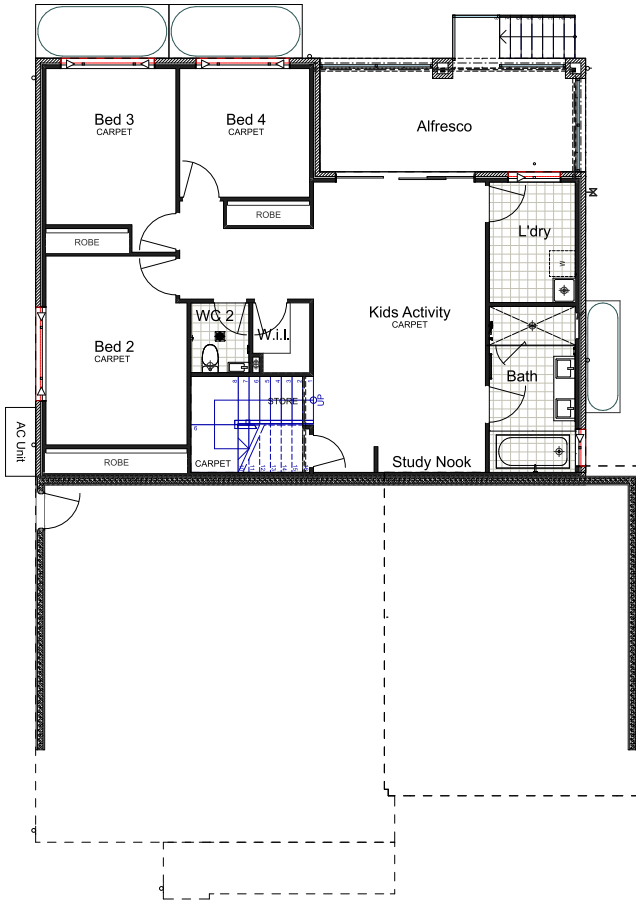 Bed 3
CARPET
Bed 4
CARPET
Alfresco
ROBE
ROBE
L'dry
W
Kids Activity
CARPET
WC 2
W.i.l.
Bed 2
CARPET
Bath
STORE
UP
CARPET
AC Unit
ROBE
Study Nook